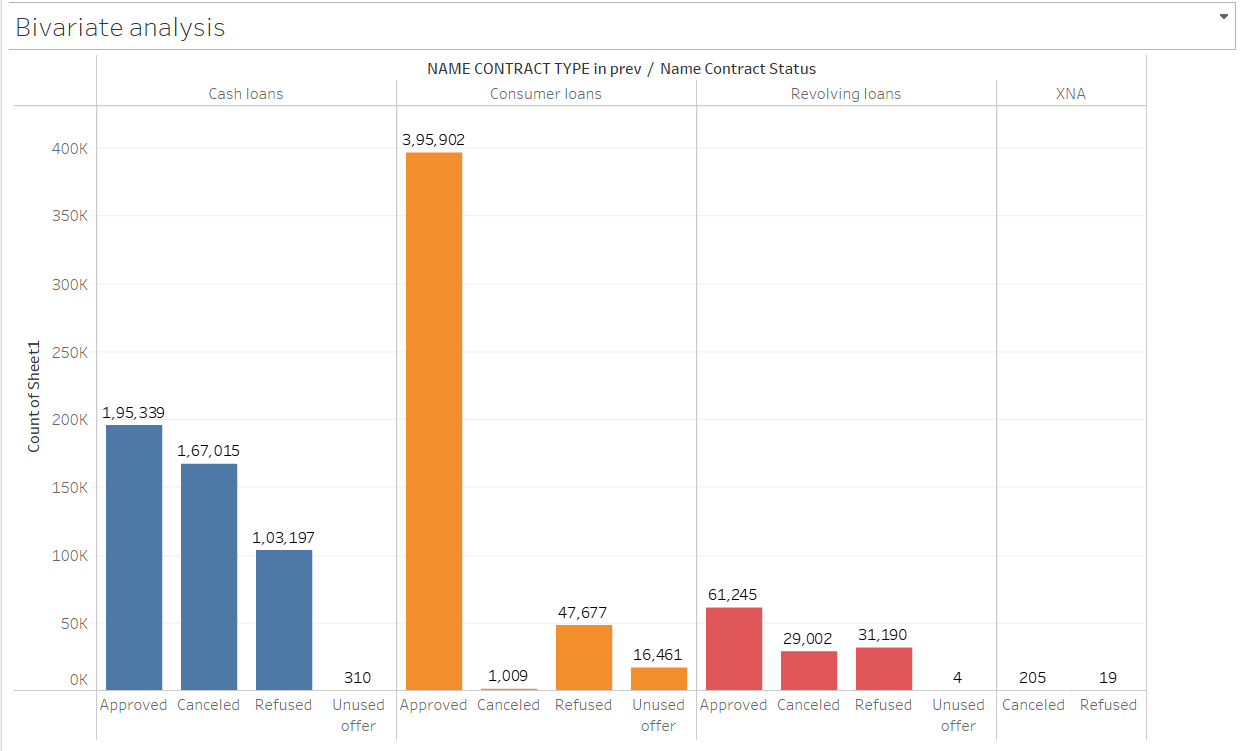 Bivariate analysis
NAME CONTRACT TYPE in prev / Name Contract Status
Cash loans Consumer loans Revolving loans XNA
400K
350K
300K
250K
200K
150K
100K
50K
0K
Count of Sheet1
1,95,339
1,67,015
1,03,197
310
3,95,902
1,009
47,677
16,461
61,245
29,002
31,190
4
205
19
Approved Canceled Refused Unused offer Approved Canceled Refused Unused offer Approved Canceled Refused Unused offer Canceled Refused